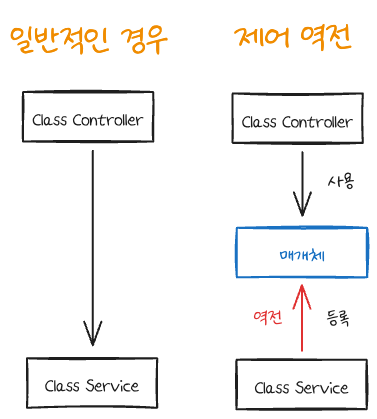 일반적인 경우
제어 역전
Class Controller
Class Controller
사용
매개체
역전
등록
Class Service
Class Service